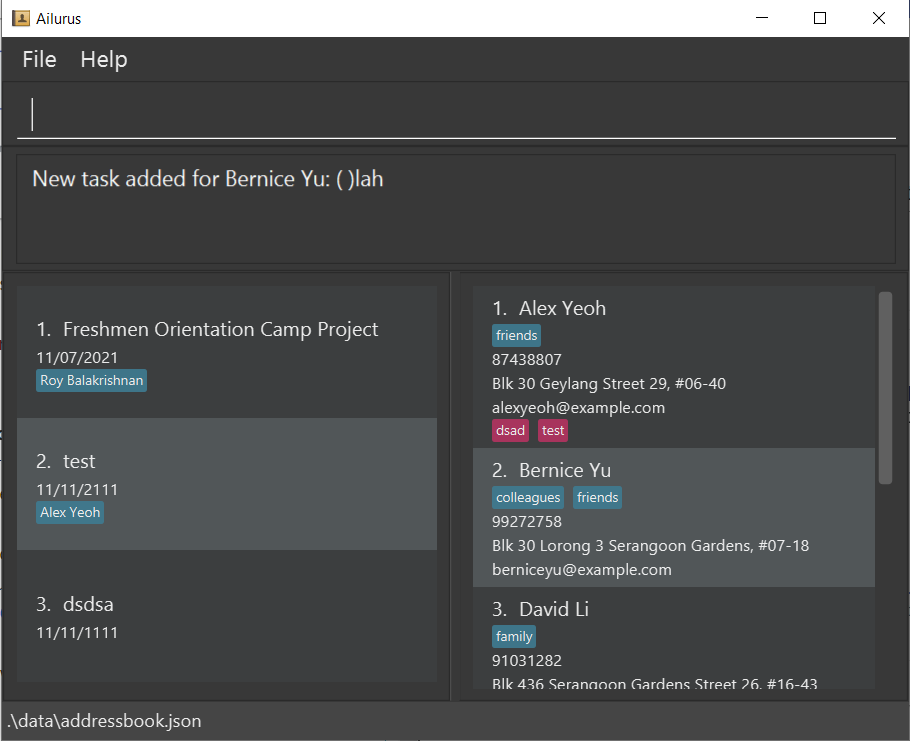 Ailurus
File Help
New task added for Bernice Yu: ( )lah
1. Freshmen Orientation Camp Project
11/07/2021
Roy Balakrishnan
2. test
11/11/2111
Alex Yeoh
3. dsdsa
11/11/1111
1. Alex Yeoh
friends
87438807
Blk 30 Geylang Street 29, #06-40
alexyeoh@example.com
dsad test
2. Bernice Yu
colleagues friends
99272758
Blk 30 Lorong 3 Serangoon Gardens, #07-18
berniceyu@example.com
3. David Li
family
91031282
Blk 436 Serangoon Gardens Street 26, #16-43
.\data\addressbook.json